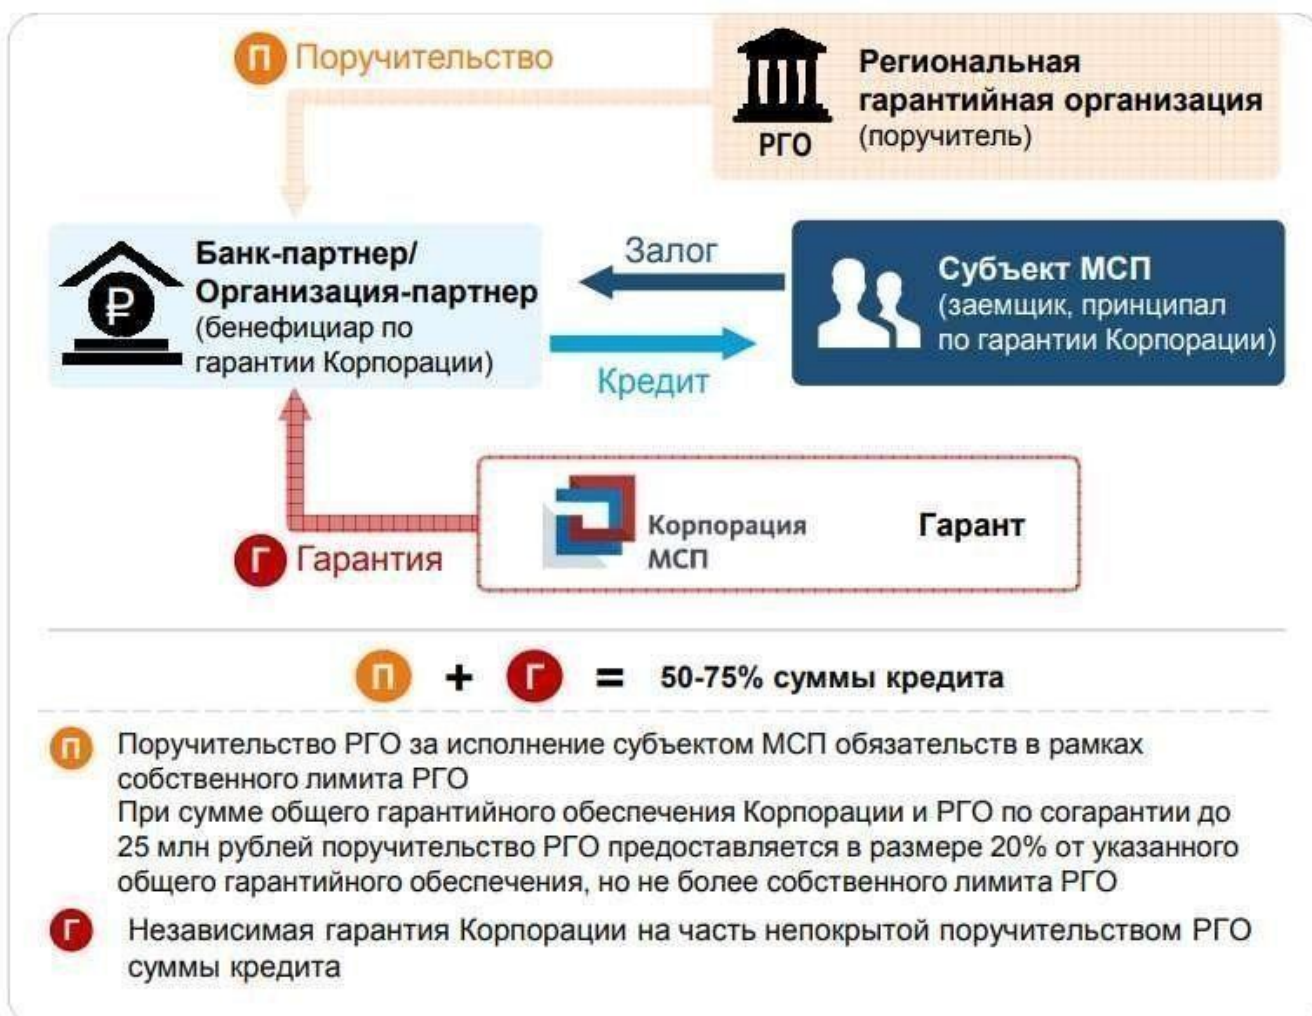 П Поручительство
Региональная
гарантийная организация
(поручитель)
РГО
Банк-партнер/
Организация-партнер
(бенефициар по
гарантии Корпорации)
₽
Залог
Кредит
Субъект МСП
(заемщик, принципал
по гарантии Корпорации)
Корпорация
МСП
Гарант
Г Гарантия
П + Г = 50-75% суммы кредита
П Поручительство РГО за исполнение субъектом МСП обязательств в рамках
собственного лимита РГО
При сумме общего гарантийного обеспечения Корпорации и РГО по согарантии до
25 млн рублей поручительство РГО предоставляется в размере 20% от указанного
общего гарантийного обеспечения, но не более собственного лимита РГО
Г Независимая гарантия Корпорации на часть непокрытой поручительством РГО
суммы кредита